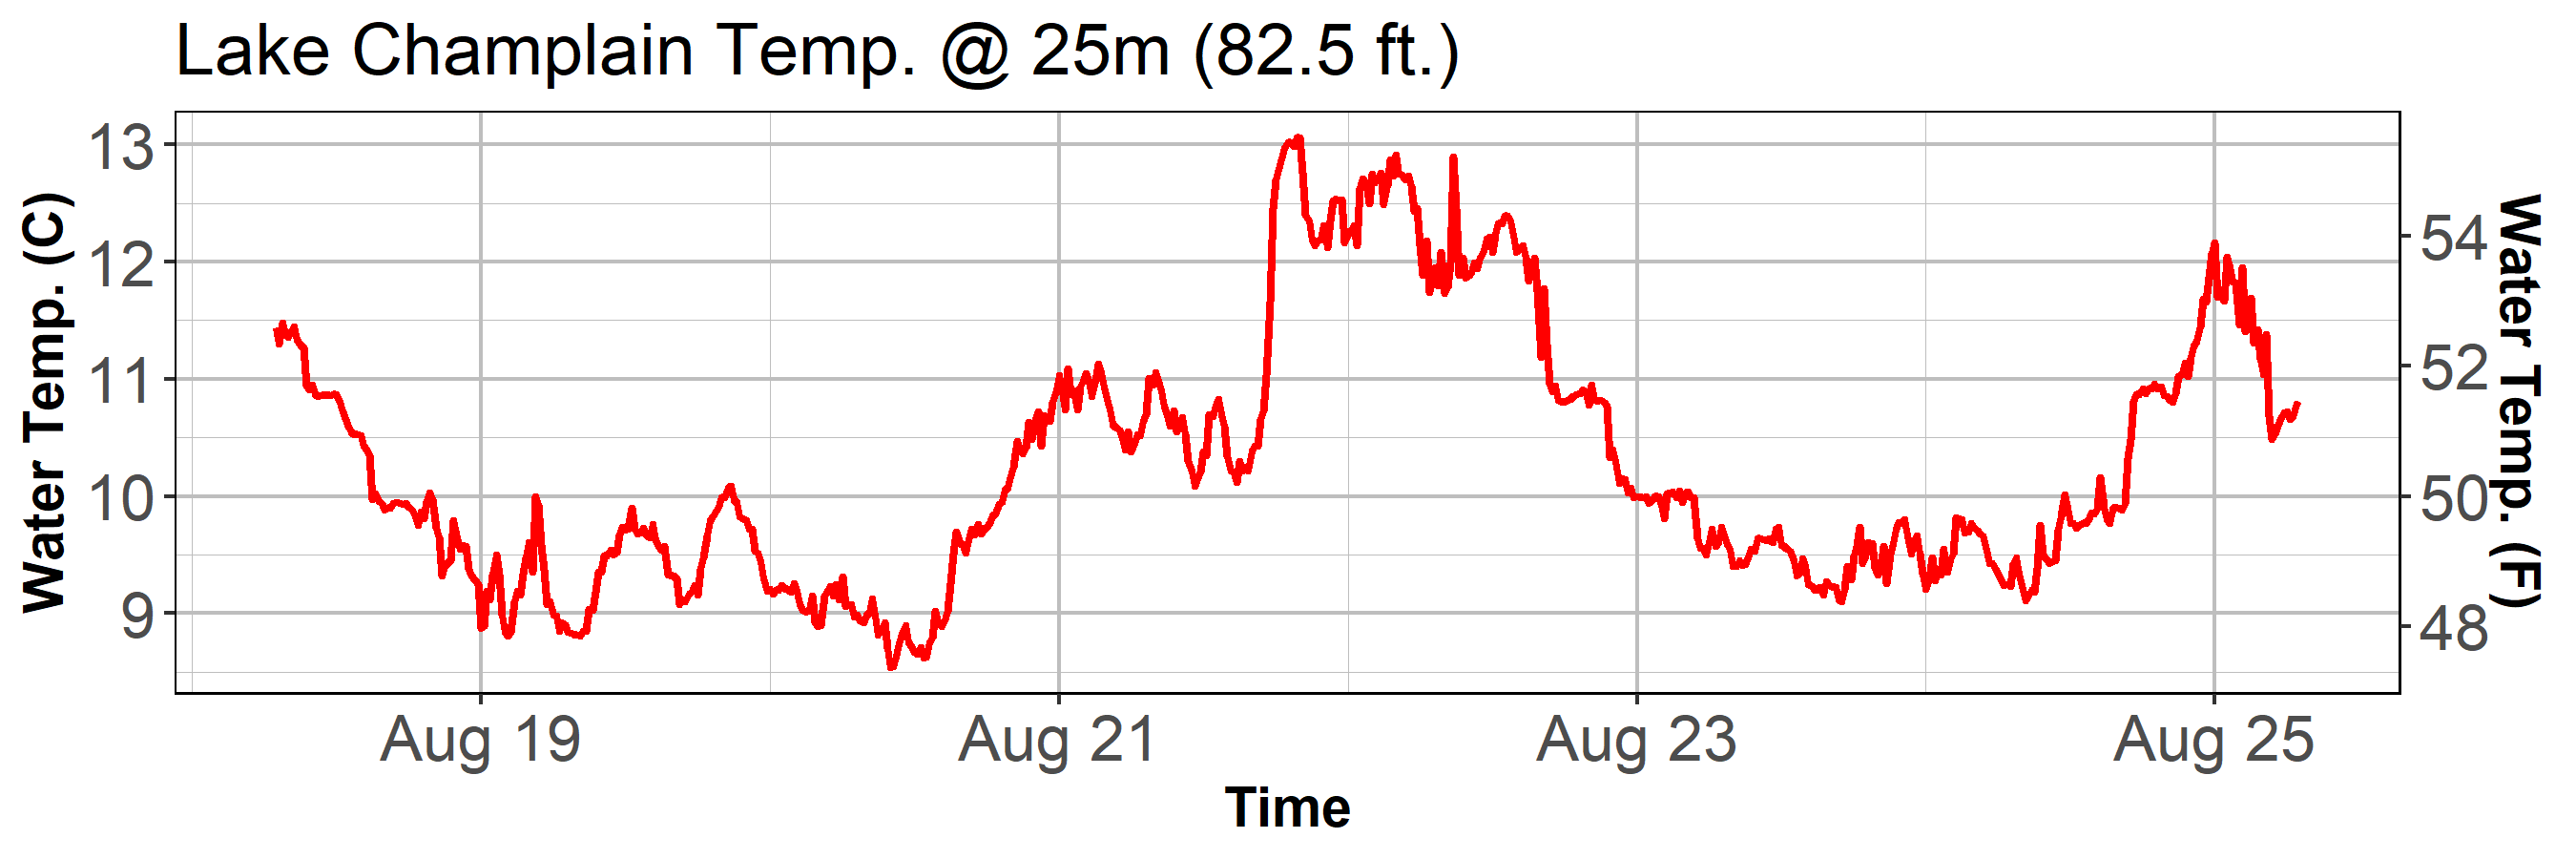 Lake Champlain Temp. @ 25m (82.5 ft.)
Water Temp. (C)
13
12
11
10
9
54
52
50
48
Water Temp. (F)
Aug 19 Aug 21 Aug 23 Aug 25
Time